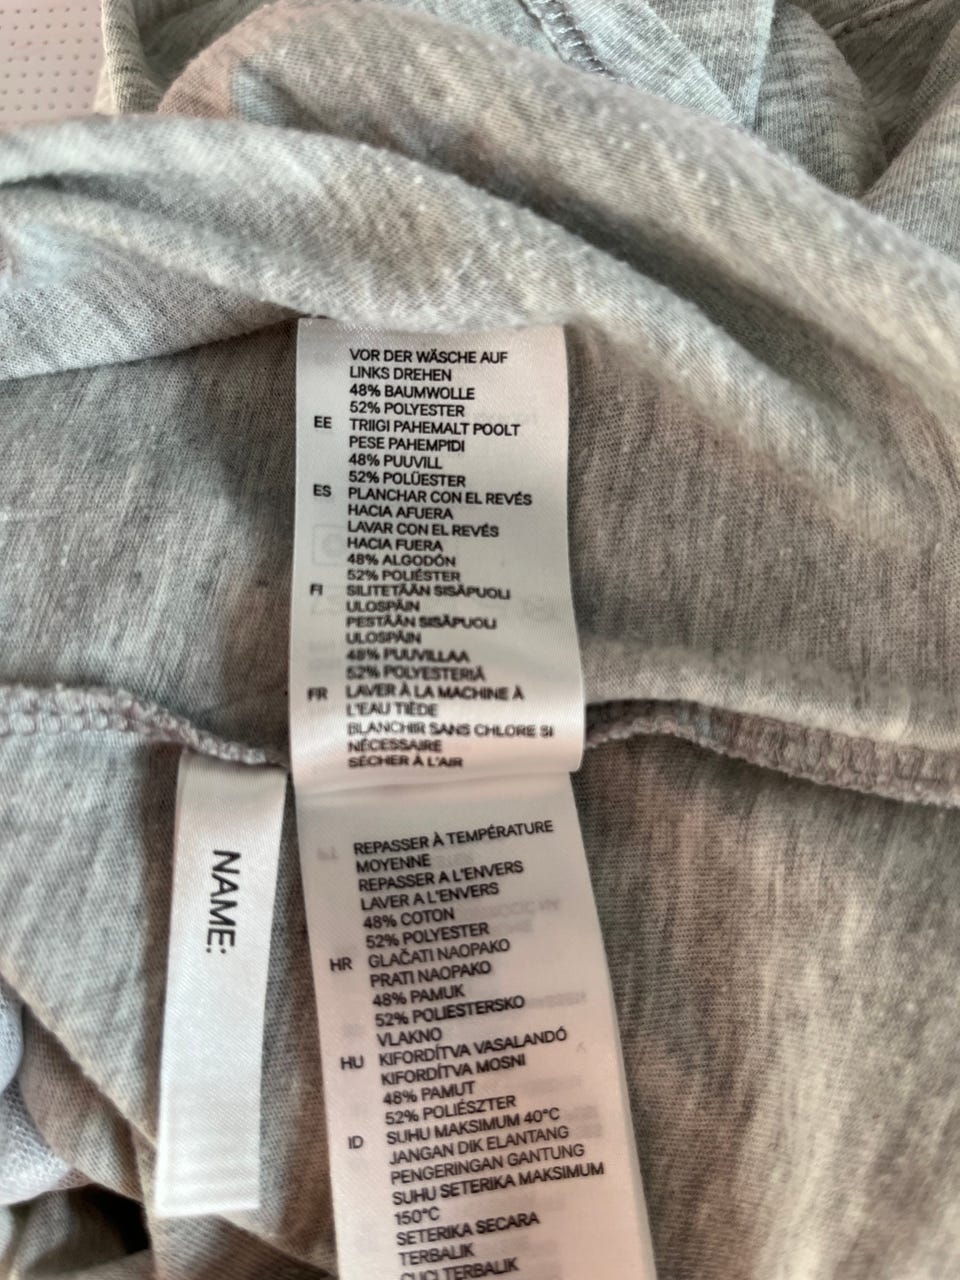 VOR DER WÄSCHE AUF
LINKS DREHEN
48% BAUMWOLLE
52% POLYESTER
EE TRIIGI PAHEMALT POOLT
PESE PAHEMPIDI
48% PUUVILL
52% POLÜESTER
ES PLANCHAR CON EL REVÉS
HACIA AFUERA
LAVAR CON EL REVÉS
HACIA FUERA
48% ALGODÓN
52% POLIÉSTER
FI SILITETÄÄN SISÄPUOLI
ULOSPÄIN
PESTÄÄN SISÄPUOLI
ULOSPÄIN
48% PUUVILLAA
52% POLYESTERIÄ
FR LAVER À LA MACHINE À
L'EAU TIÈDE
BLANCHIR SANS CHLORE SI
NÉCESSAIRE
SÉCHER À L'AIR
REPASSER À TEMPÉRATURE
MOYENNE
REPASSER A L'ENVERS
LAVER A L'ENVERS
48% COTON
52% POLYESTER
HR GLAČATI NAOPAKO
PRATI NAOPAKO
48% PAMUK
52% POLIESTERSKO
VLAKNO
HU KIFORDÍTVA VASALANDÓ
KIFORDÍTVA MOSNI
48% PAMUT
52% POLIÉSZTER
ID SUHU MAKSIMUM 40°C
JANGAN DIK ELANTANG
PENGERINGAN GANTUNG
SUHU SETERIKA MAKSIMUM
150°C
SETERIKA SECARA
TERBALIK
CUCI TERBALIK
NAME: